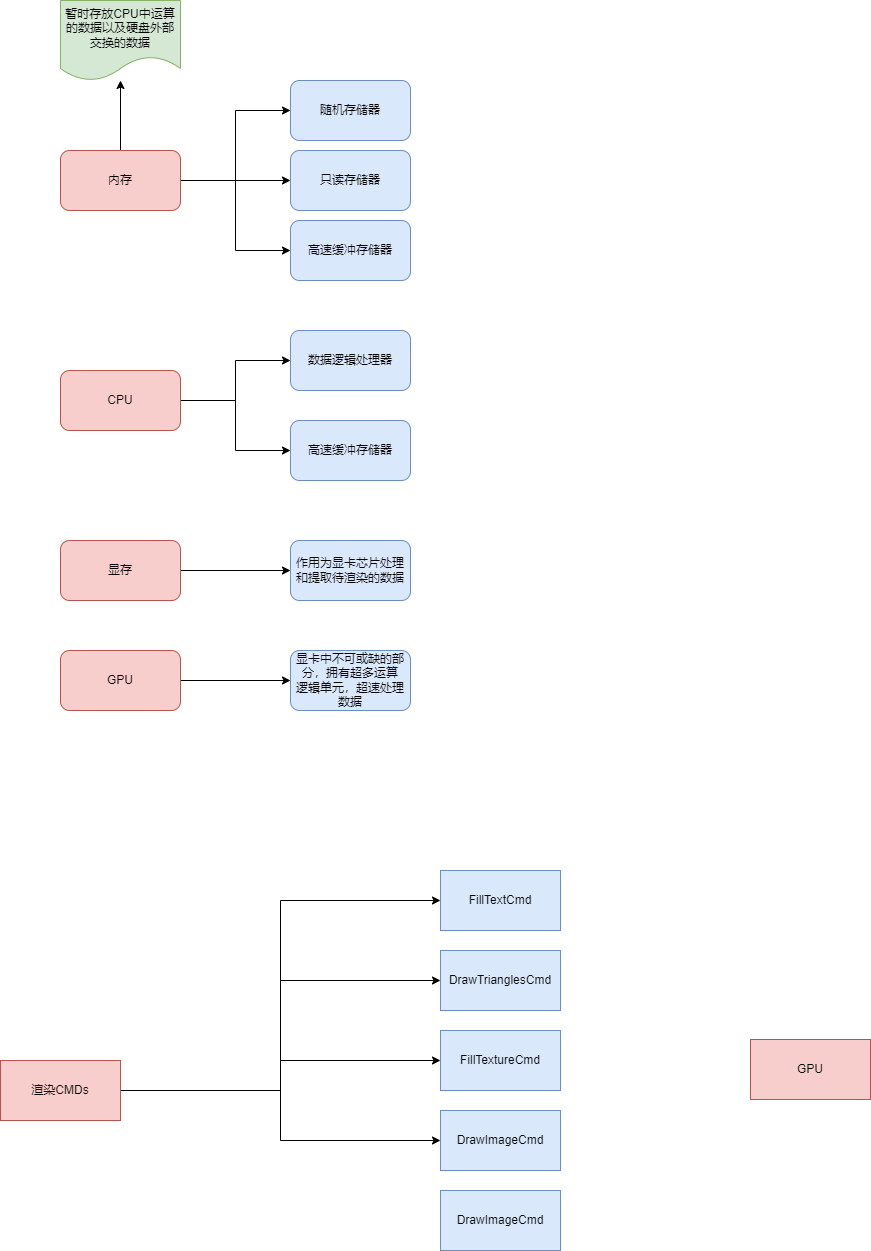 暂时存放CPU中运算
的数据以及硬盘外部
交换的数据
随机存储器
内存
只读存储器
高速缓冲存储器
数据逻辑处理器
CPU
高速缓冲存储器
显存
作用为显卡芯片处理
和提取待渲染的数据
GPU
显卡中不可或缺的部
分，拥有超多运算
逻辑单元，超速处理
数据
FillTextCmd
DrawTrianglesCmd
FillTextureCmd
GPU
渲染CMDs
DrawImageCmd
DrawImageCmd